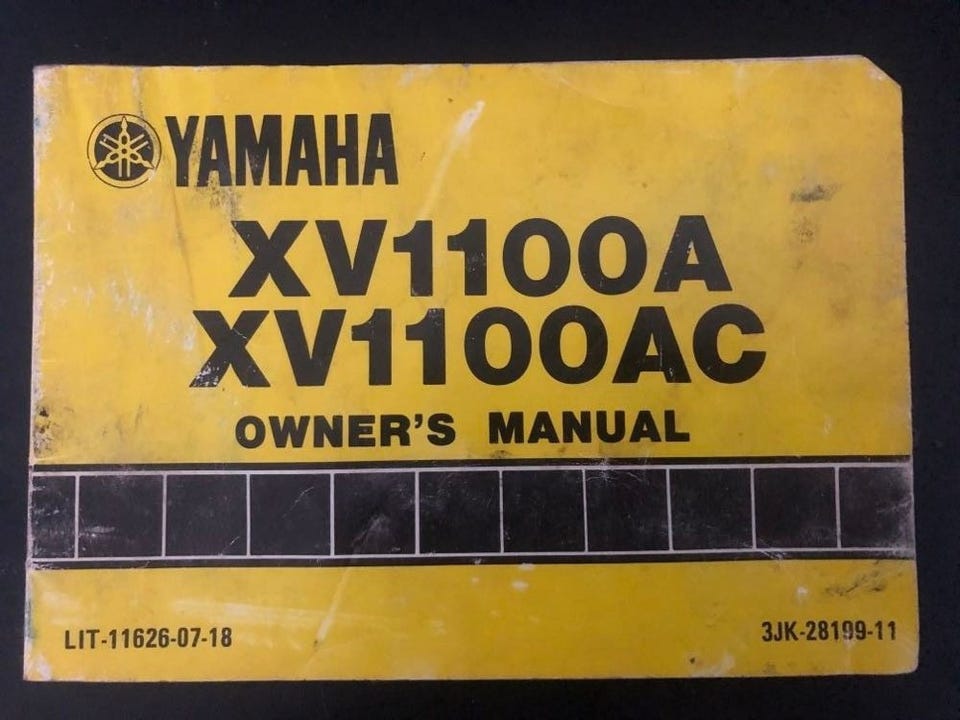 YAMAHA
XV1100A
XV1100AC
OWNER'S MANUAL
LIT-11626-07-18
3JK-28199-11